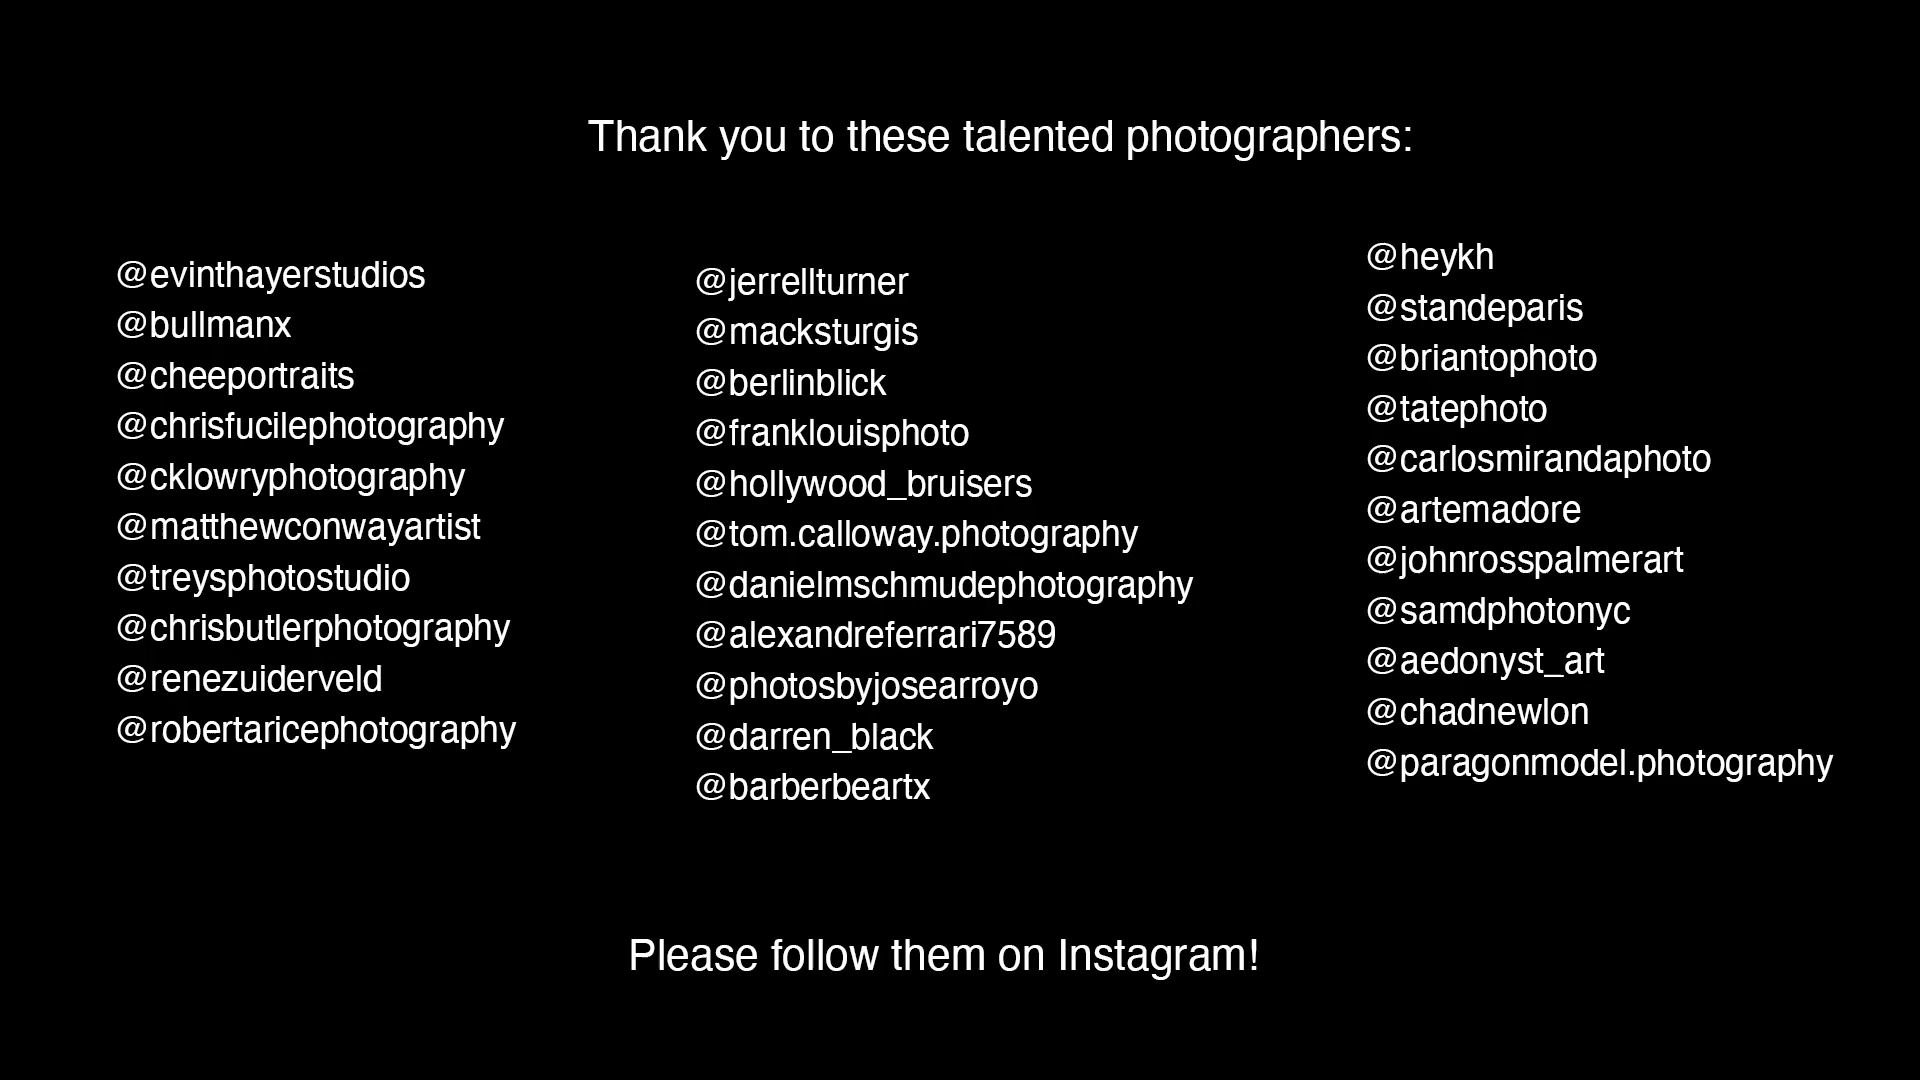 Thank you to these talented photographers:
@evinthayerstudios
@bullmanx
@cheeportraits
@chrisfucilephotography
@cklowryphotography
@matthewconwayartist
@treysphotostudio
@chrisbutlerphotography
@renezuiderveld
@robertaricephotography
@jerrellturner
@macksturgis
@berlinblick
@franklouisphoto
@hollywood_bruisers
@tom.calloway.photography
@danielmschmudephotography
@alexandreferrari7589
@photosbyjosearroyo
@darren_black
@barberbeartx
@heykh
@standeparis
@briantophoto
@tatephoto
@carlosmirandaphoto
@artemadore
@johnrosspalmerart
@samdphotonyc
@aedonyst_art
@chadnewlon
@paragonmodel.photography
Please follow them on Instagram!